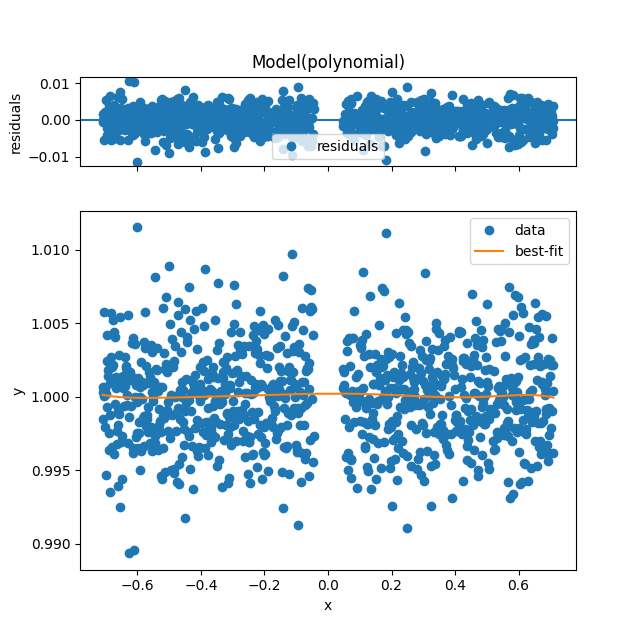 Model(polynomial)
0.01
0.00
−0.01
residuals
residuals
data
best-fit
1.010
1.005
1.000
0.995
0.990
y
−0.6
−0.4
−0.2
0.0
0.2
0.4
0.6
x